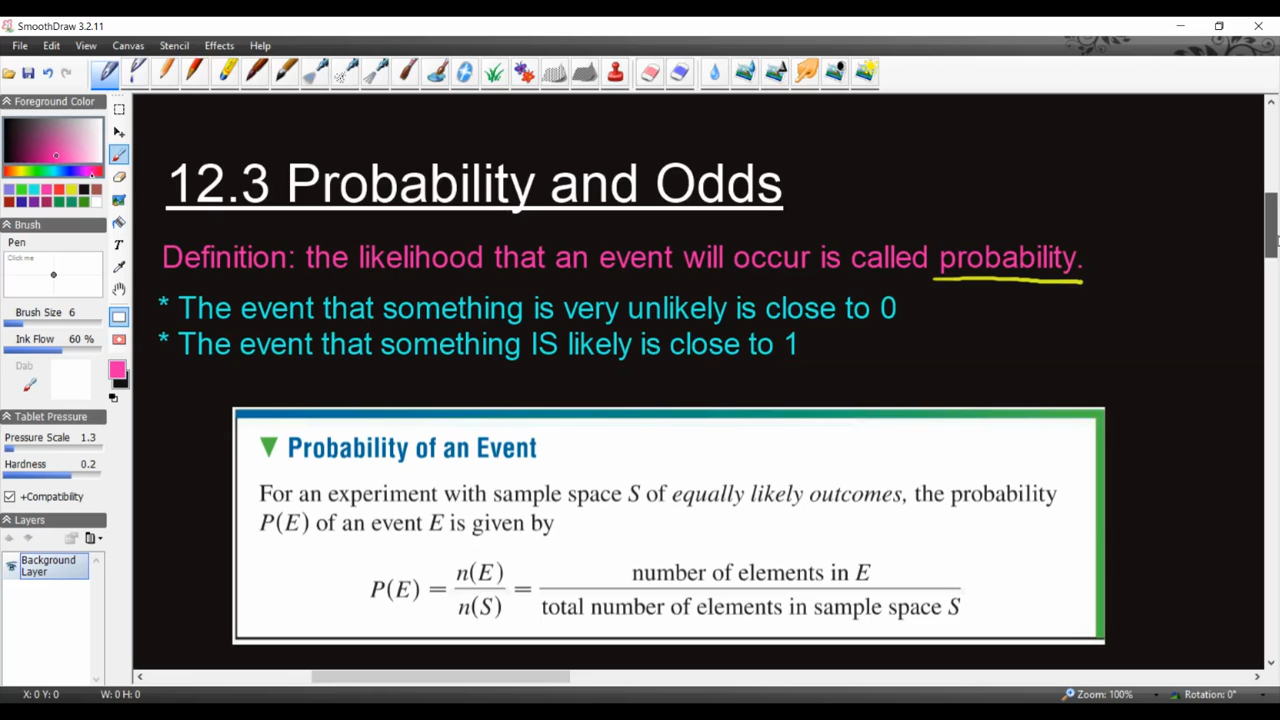 SmoothDraw 3.2.11
File Edit View Canvas Stencil Effects Help
Foreground Color
Brush
Pen
Click me
Brush Size 6
Ink Flow 60 %
Dab
Tablet Pressure
Pressure Scale 1.3
Hardness 0.2
+Compatibility
Layers
Background
Layer
12.3 Probability and Odds
Definition: the likelihood that an event will occur is called probability.
* The event that something is very unlikely is close to 0
* The event that something IS likely is close to 1
Probability of an Event
For an experiment with sample space S of equally likely outcomes, the probability
P(E) of an event E is given by
P(E) = n(E)/n(S) = number of elements in E/total number of elements in sample space S
X: 0 Y: 0 W: 0 H: 0 Zoom: 100% Rotation: 0°